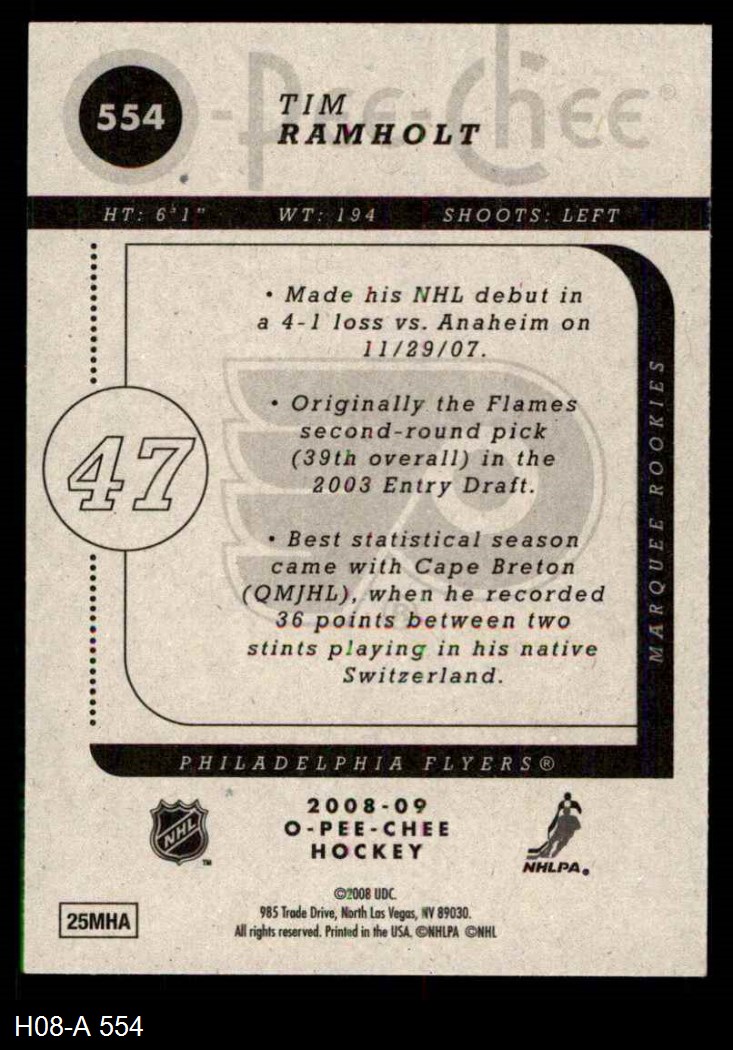 554
O-Pee-Chee®
TIM
RAMHOLT
HT: 6'1" WT: 194 SHOOTS: LEFT
• Made his NHL debut in
a 4-1 loss vs. Anaheim on
11/29/07.
• Originally the Flames
second-round pick
(39th overall) in the
2003 Entry Draft.
• Best statistical season
came with Cape Breton
(QMJHL), when he recorded
36 points between two
stints playing in his native
Switzerland.
47
MARQUEE ROOKIES
PHILADELPHIA FLYERS®
NHL TM
2008-09
O-PEE-CHEE
HOCKEY
NHLPA®
©2008 UDC.
985 Trade Drive, North Las Vegas, NV 89030.
All rights reserved. Printed in the USA. ©NHLPA ©NHL
25MHA
H08-A 554